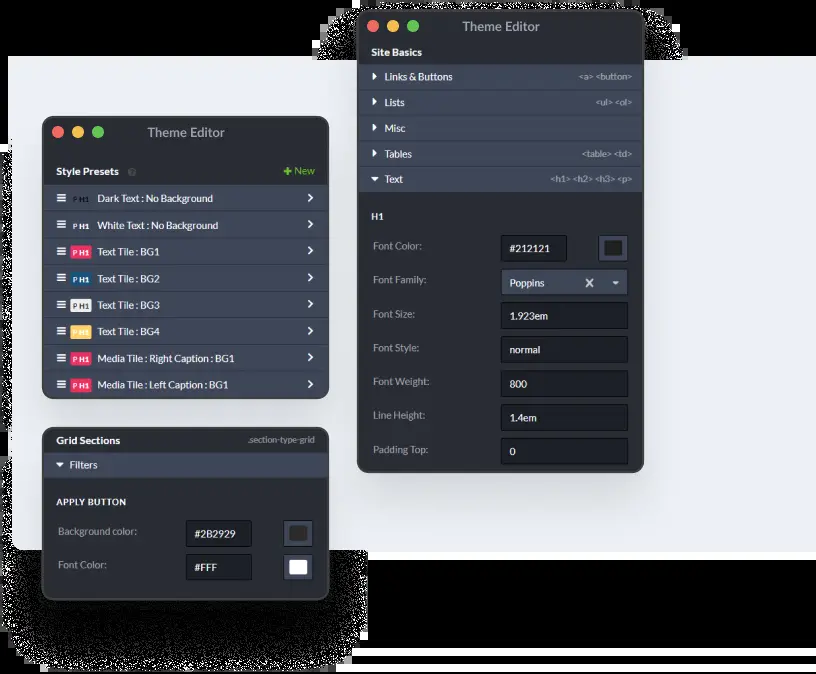 Theme Editor
Style Presets ? + New
P H1 Dark Text : No Background
P H1 White Text : No Background
P H1 Text Tile : BG1
P H1 Text Tile : BG2
P H1 Text Tile : BG3
P H1 Text Tile : BG4
P H1 Media Tile : Right Caption : BG1
P H1 Media Tile : Left Caption : BG1
Grid Sections .section-type-grid
Filters
APPLY BUTTON
Background color: #2B2929
Font Color: #FFF
Theme Editor
Site Basics
Links & Buttons <a> <button>
Lists <ul> <ol>
Misc
Tables <table> <td>
Text <h1> <h2> <h3> <p>
H1
Font Color: #212121
Font Family: Poppins
Font Size: 1.923em
Font Style: normal
Font Weight: 800
Line Height: 1.4em
Padding Top: 0